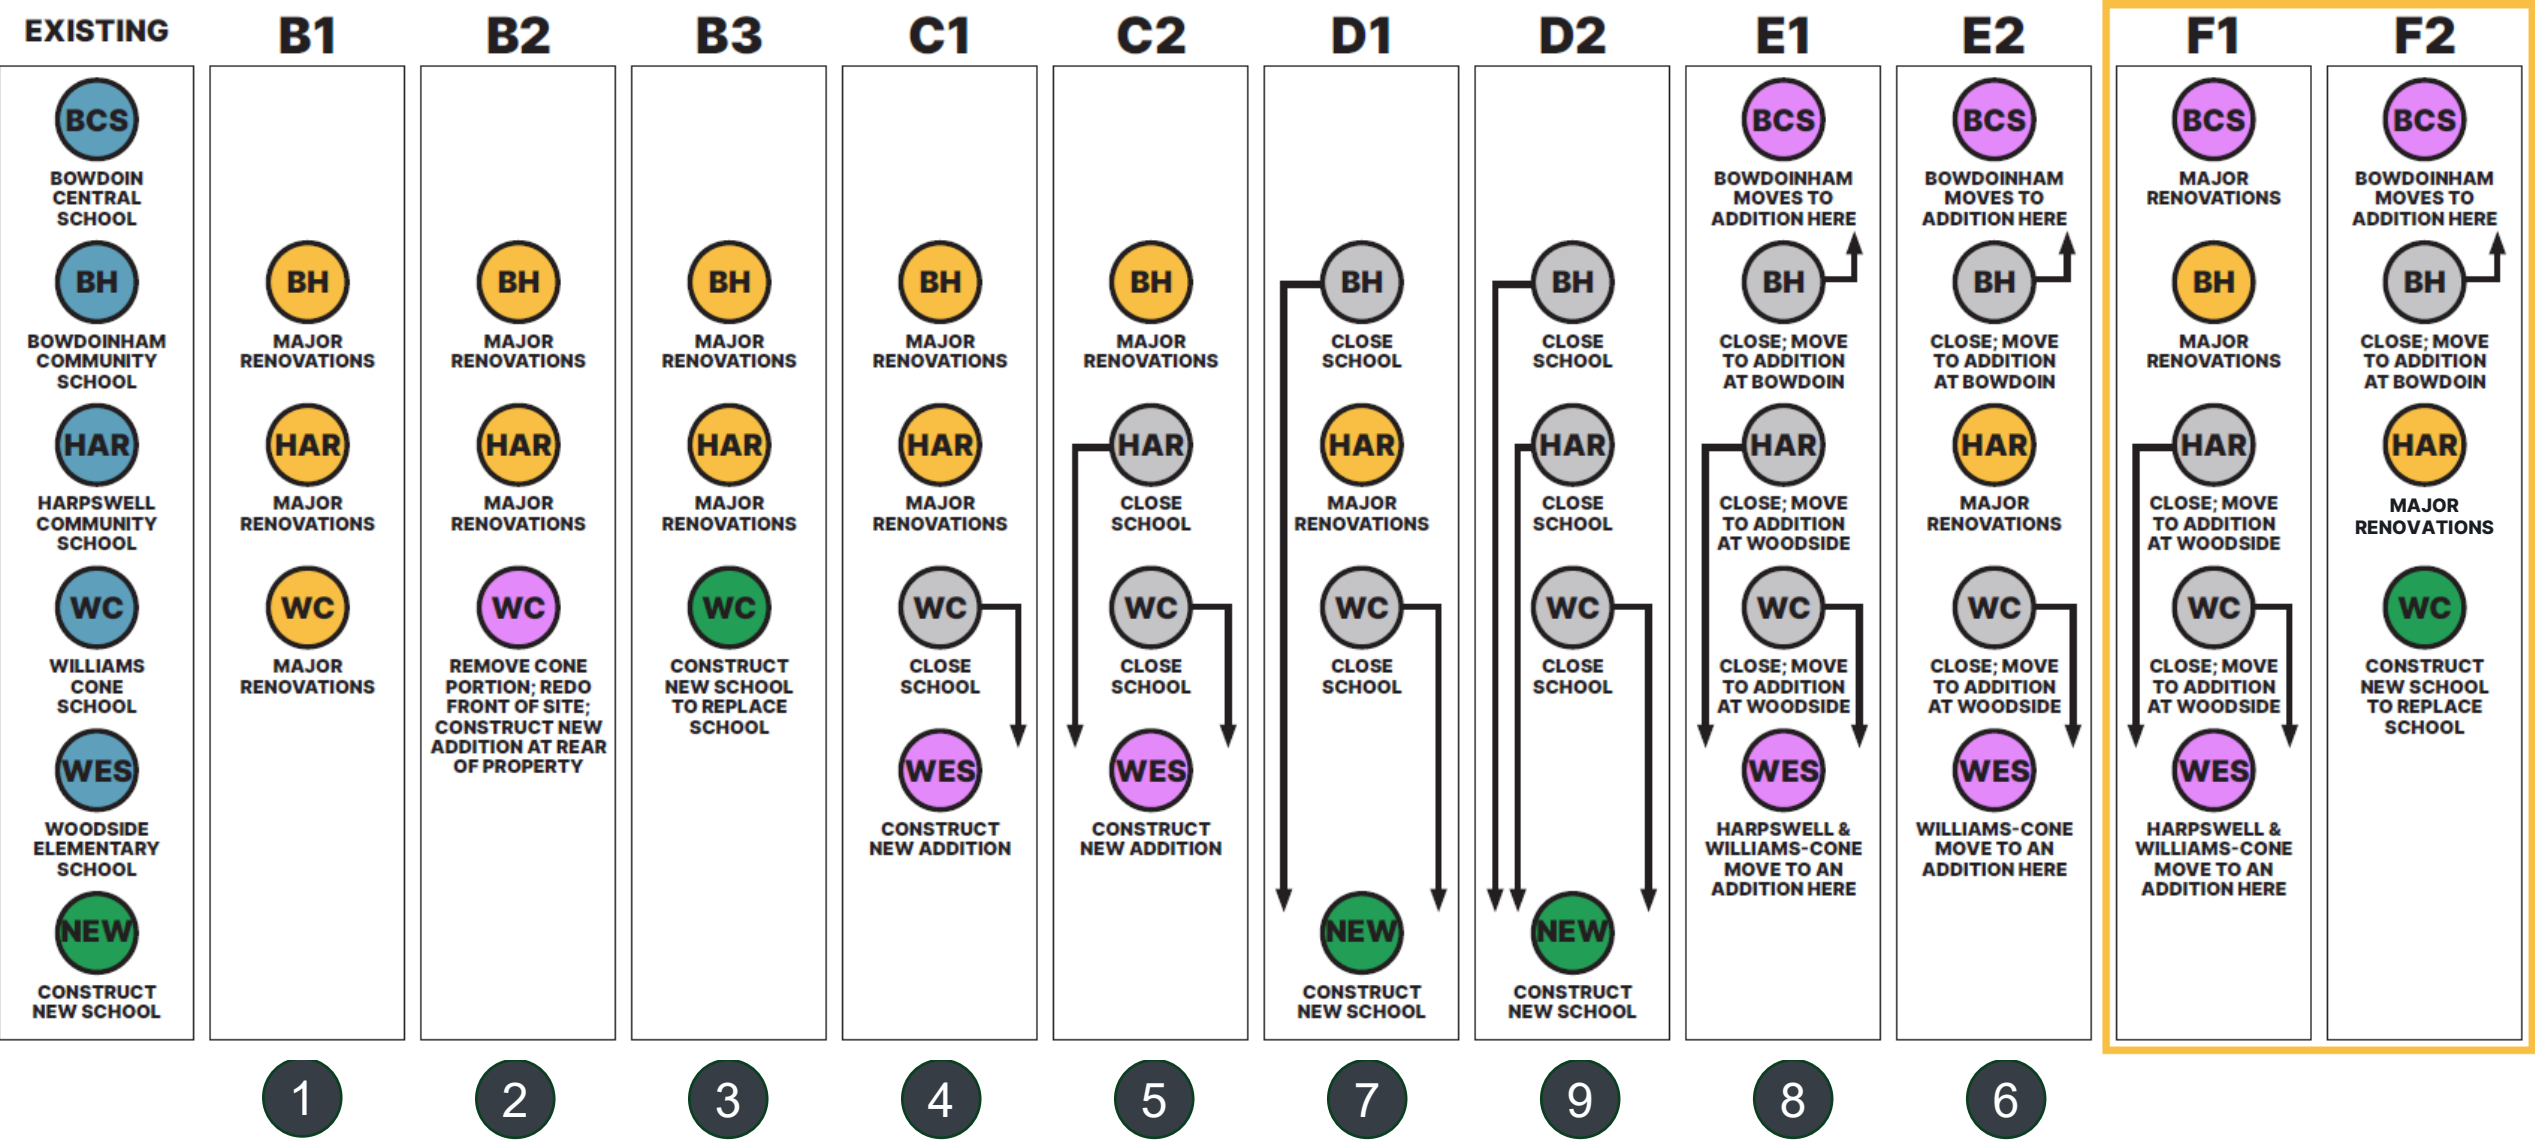 EXISTING
BCS
BOWDOIN
CENTRAL
SCHOOL
BH
BOWDOINHAM
COMMUNITY
SCHOOL
HAR
HARPSWELL
COMMUNITY
SCHOOL
WC
WILLIAMS
CONE
SCHOOL
WES
WOODSIDE
ELEMENTARY
SCHOOL
NEW
CONSTRUCT
NEW SCHOOL
B1
BH
MAJOR
RENOVATIONS
HAR
MAJOR
RENOVATIONS
WC
MAJOR
RENOVATIONS
1
B2
BH
MAJOR
RENOVATIONS
HAR
MAJOR
RENOVATIONS
WC
REMOVE CONE
PORTION; REDO
FRONT OF SITE;
CONSTRUCT NEW
ADDITION AT REAR
OF PROPERTY
2
B3
BH
MAJOR
RENOVATIONS
HAR
MAJOR
RENOVATIONS
WC
CONSTRUCT
NEW SCHOOL
TO REPLACE
SCHOOL
3
C1
BH
MAJOR
RENOVATIONS
HAR
MAJOR
RENOVATIONS
WC
CLOSE
SCHOOL
WES
CONSTRUCT
NEW ADDITION
4
C2
BH
MAJOR
RENOVATIONS
HAR
CLOSE
SCHOOL
WC
CLOSE
SCHOOL
WES
CONSTRUCT
NEW ADDITION
5
D1
BH
CLOSE
SCHOOL
HAR
MAJOR
RENOVATIONS
WC
CLOSE
SCHOOL
NEW
CONSTRUCT
NEW SCHOOL
7
D2
BH
CLOSE
SCHOOL
HAR
CLOSE
SCHOOL
WC
CLOSE
SCHOOL
NEW
CONSTRUCT
NEW SCHOOL
9
E1
BCS
BOWDOINHAM
MOVES TO
ADDITION HERE
BH
CLOSE; MOVE
TO ADDITION
AT BOWDOIN
HAR
CLOSE; MOVE
TO ADDITION
AT WOODSIDE
WC
CLOSE; MOVE
TO ADDITION
AT WOODSIDE
WES
HARPSWELL &
WILLIAMS-CONE
MOVE TO AN
ADDITION HERE
8
E2
BCS
BOWDOINHAM
MOVES TO
ADDITION HERE
BH
CLOSE; MOVE
TO ADDITION
AT BOWDOIN
HAR
MAJOR
RENOVATIONS
WC
CLOSE; MOVE
TO ADDITION
AT WOODSIDE
WES
WILLIAMS-CONE
MOVE TO AN
ADDITION HERE
6
F1
BCS
MAJOR
RENOVATIONS
BH
MAJOR
RENOVATIONS
HAR
CLOSE; MOVE
TO ADDITION
AT WOODSIDE
WC
CLOSE; MOVE
TO ADDITION
AT WOODSIDE
WES
HARPSWELL &
WILLIAMS-CONE
MOVE TO AN
ADDITION HERE
F2
BCS
BOWDOINHAM
MOVES TO
ADDITION HERE
BH
CLOSE; MOVE
TO ADDITION
AT BOWDOIN
HAR
MAJOR
RENOVATIONS
WC
CONSTRUCT
NEW SCHOOL
TO REPLACE
SCHOOL